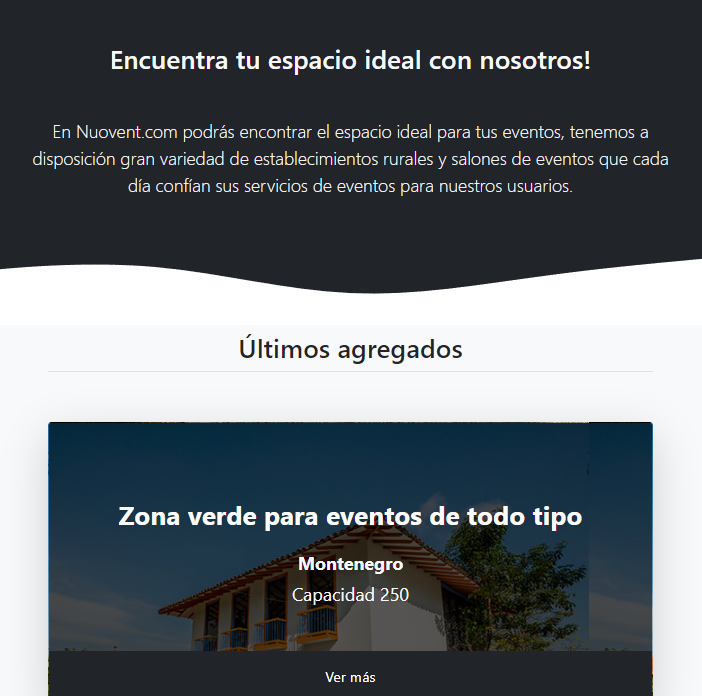 Encuentra tu espacio ideal con nosotros!
En Nuovent.com podrás encontrar el espacio ideal para tus eventos, tenemos a
disposición gran variedad de establecimientos rurales y salones de eventos que cada
día confían sus servicios de eventos para nuestros usuarios.
Últimos agregados
Zona verde para eventos de todo tipo
Montenegro
Capacidad 250
Ver más